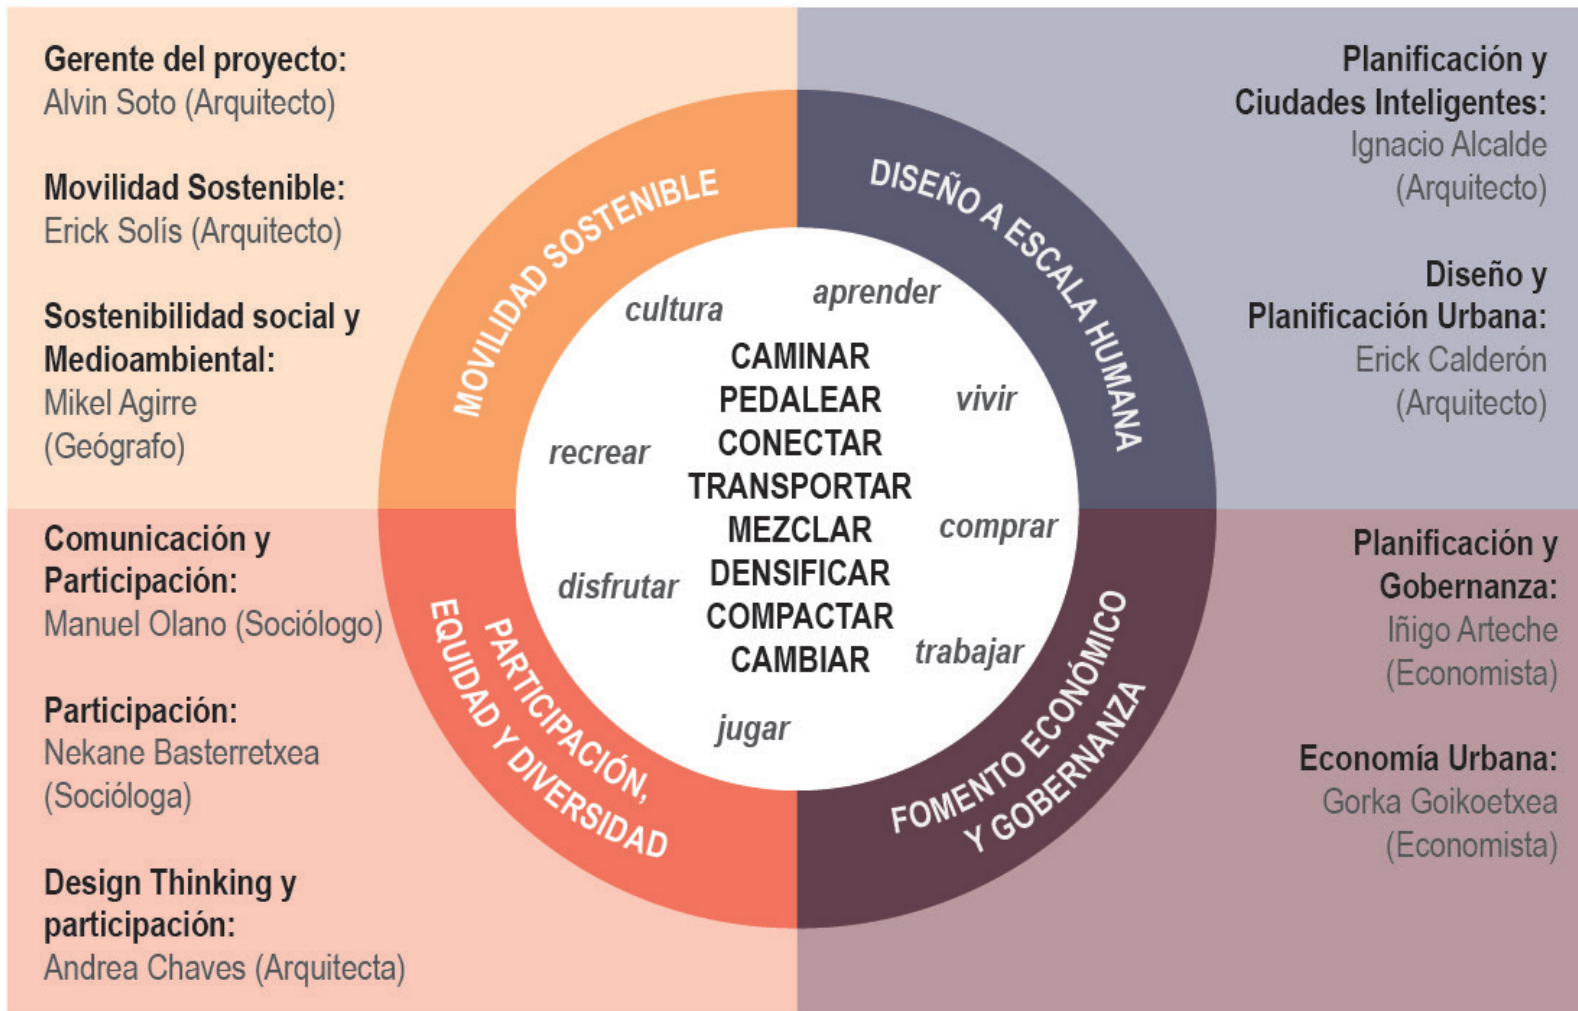 Gerente del proyecto:
Alvin Soto (Arquitecto)
Movilidad Sostenible:
Erick Solís (Arquitecto)
Sostenibilidad social y
Medioambiental:
Mikel Agirre
(Geógrafo)
Planificación y
Ciudades Inteligentes:
Ignacio Alcalde
(Arquitecto)
Diseño y
Planificación Urbana:
Erick Calderón
(Arquitecto)
MOVILIDAD SOSTENIBLE
DISEÑO A ESCALA HUMANA
cultura
aprender
CAMINAR
PEDALEAR
vivir
CONECTAR
recrear
TRANSPORTAR
MEZCLAR
comprar
DENSIFICAR
disfrutar
COMPACTAR
CAMBIAR
trabajar
jugar
PARTICIPACIÓN,
EQUIDAD Y DIVERSIDAD
FOMENTO ECONÓMICO
Y GOBERNANZA
Comunicación y
Participación:
Manuel Olano (Sociólogo)
Participación:
Nekane Basterretxea
(Socióloga)
Design Thinking y
participación:
Andrea Chaves (Arquitecta)
Planificación y
Gobernanza:
Iñigo Arteche
(Economista)
Economía Urbana:
Gorka Goikoetxea
(Economista)